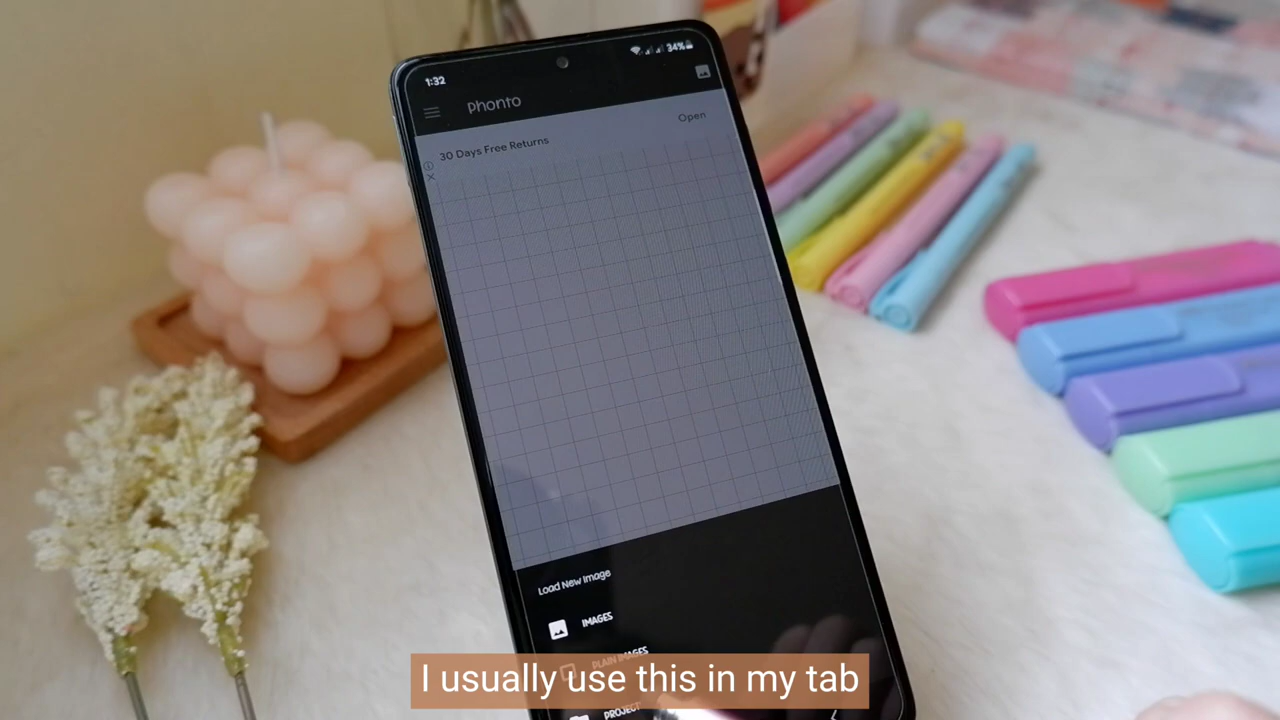 1:32
34%
Phonto
Open
30 Days Free Returns
Load New Image
IMAGES
PLAIN IMAGES
PROJECT
I usually use this in my tab